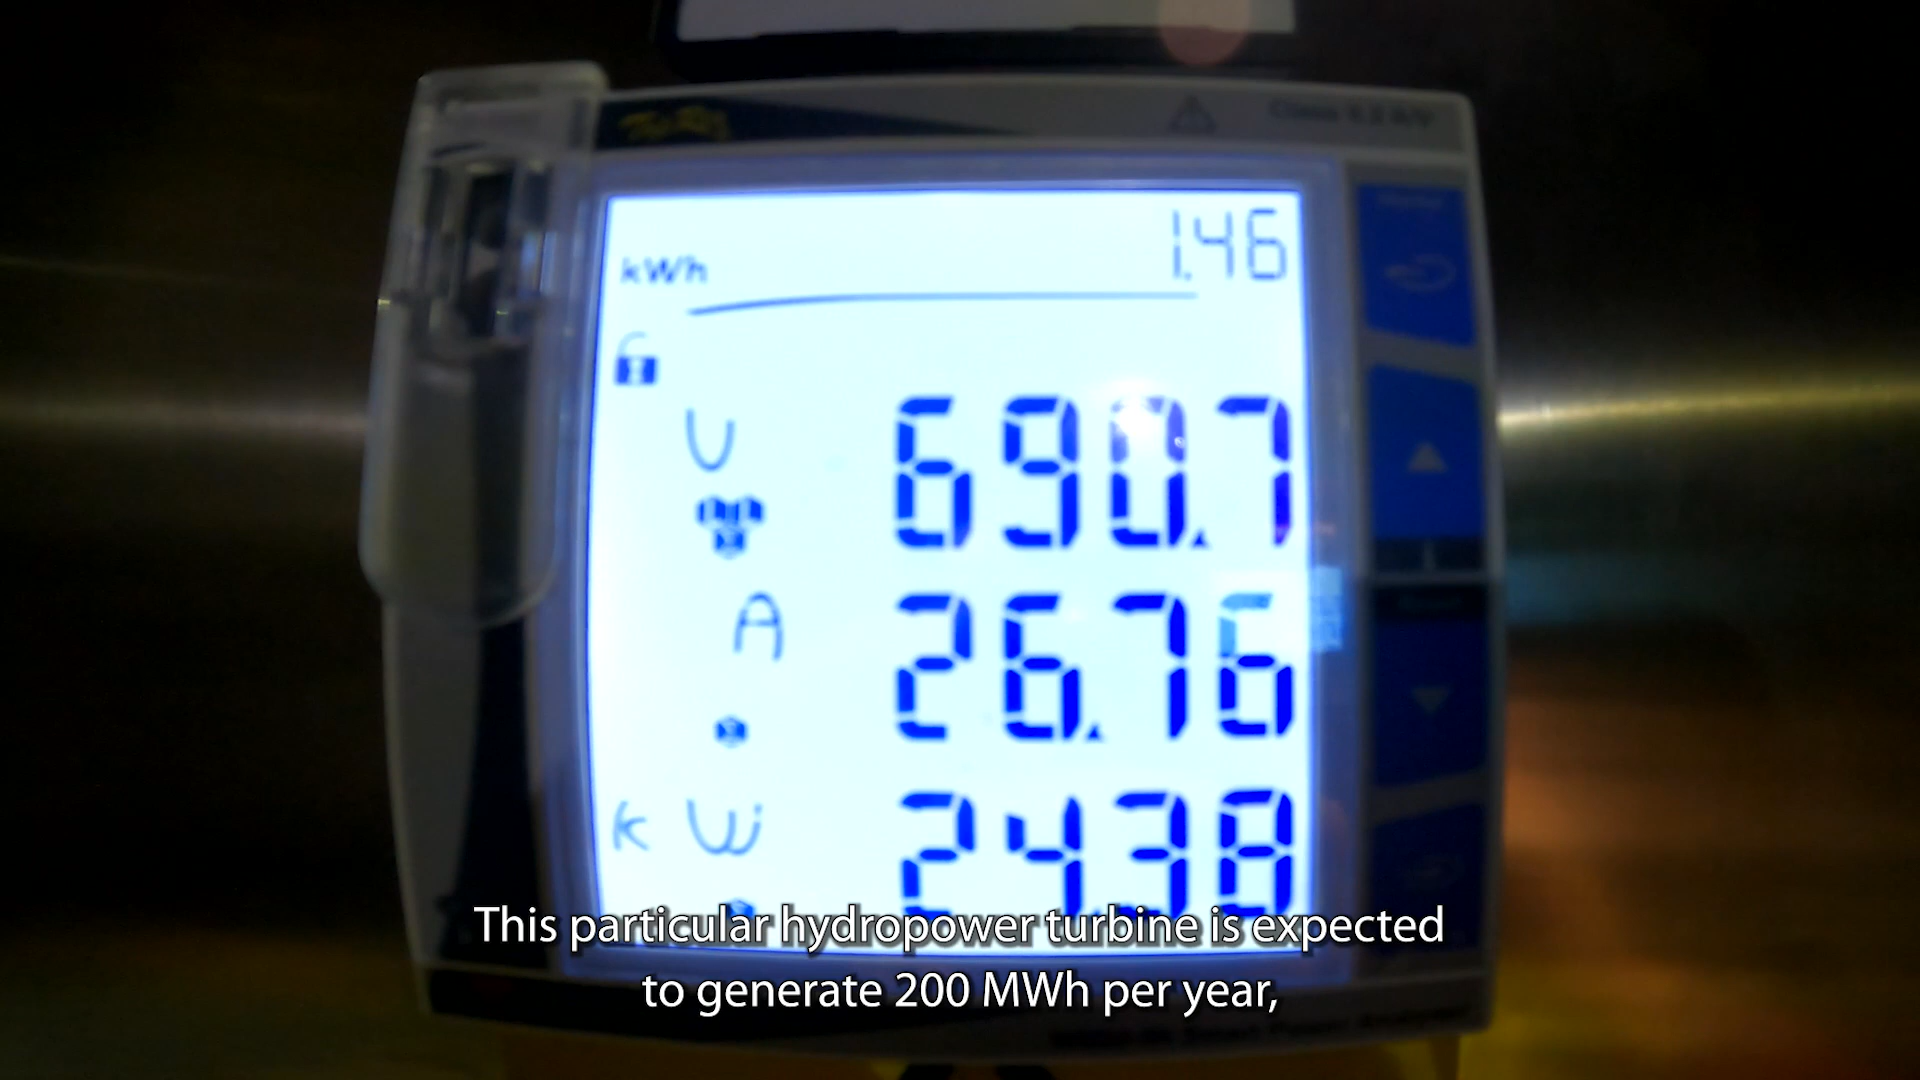 1.46
kWh
V 690.7
A 26.76
kW 24.38
This particular hydropower turbine is expected
to generate 200 MWh per year,